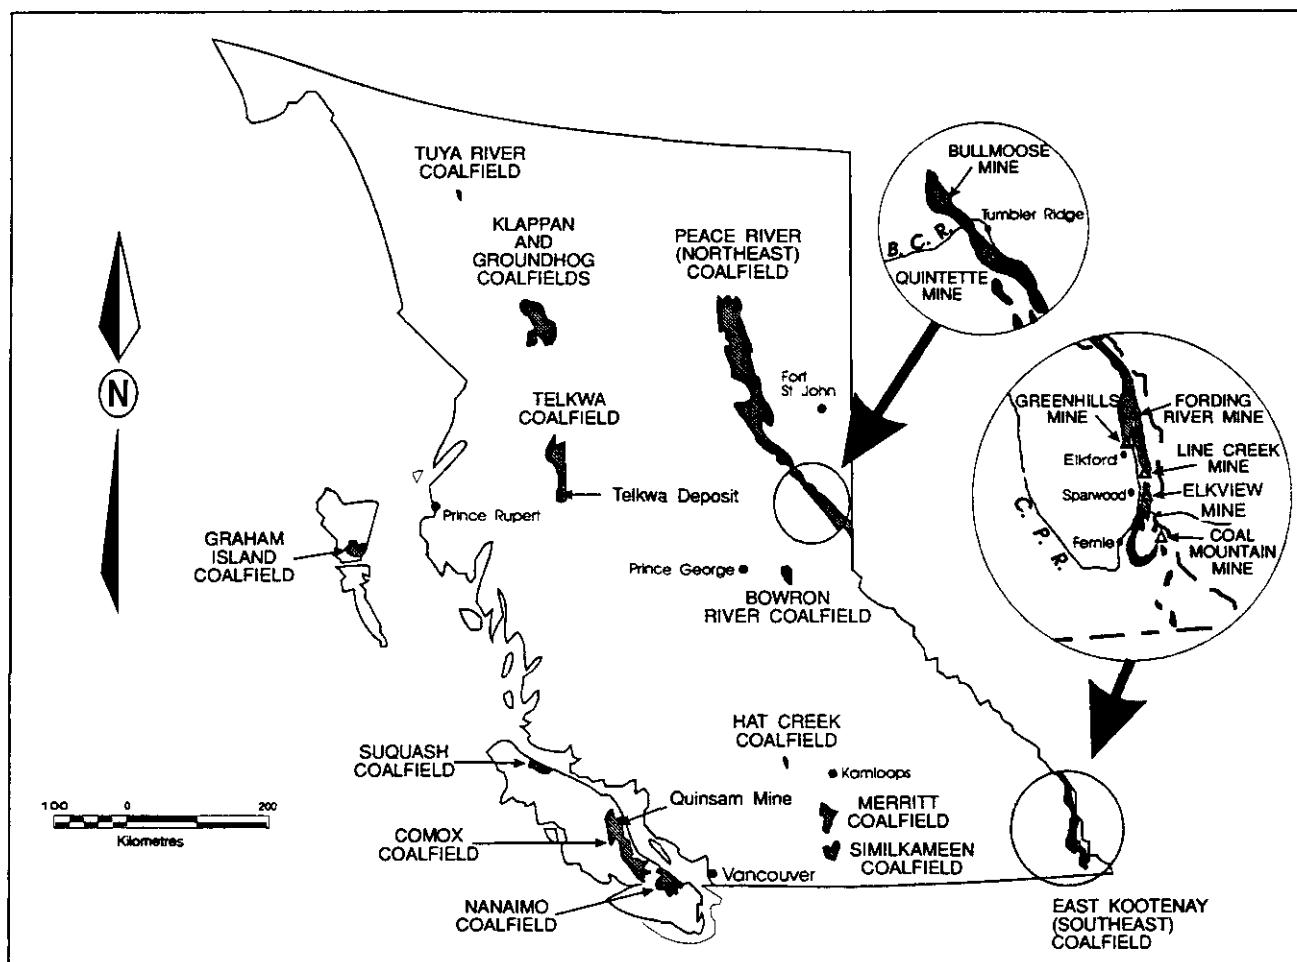 TUYA RIVER
COALFIELD
KLAPPAN
AND
GROUNDHOG
COALFIELDS
PEACE RIVER
(NORTHEAST)
COALFIELD
BULLMOOSE
MINE
Tumbler Ridge
B. C. R.
QUINTETTE
MINE
N
Fort
St John
TELKWA
COALFIELD
Telkwa Deposit
Prince Rupert
GRAHAM
ISLAND
COALFIELD
Prince George
BOWRON
RIVER COALFIELD
GREENHILLS
MINE
FORDING
RIVER MINE
Elkford
LINE CREEK
MINE
Sparwood
ELKVIEW
MINE
C. P. R.
Fernie
COAL
MOUNTAIN
MINE
HAT CREEK
COALFIELD
Kamloops
SUQUASH
COALFIELD
Quinsam Mine
MERRITT
COALFIELD
COMOX
COALFIELD
SIMILKAMEEN
COALFIELD
Vancouver
NANAIMO
COALFIELD
EAST KOOTENAY
(SOUTHEAST)
COALFIELD
100 0 200
Kilometres